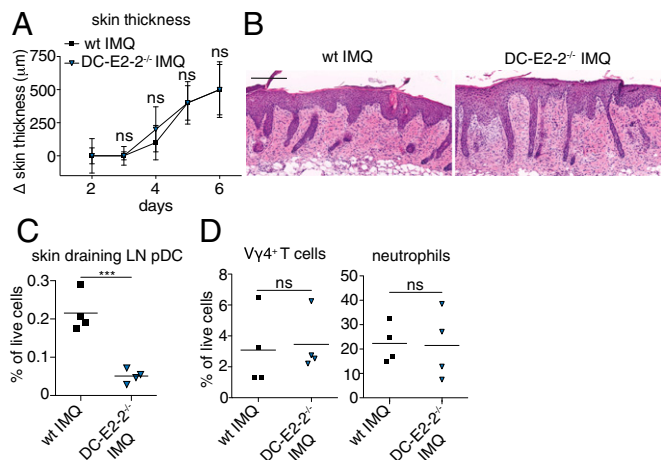 A
skin thickness
wt IMQ
DC-E2-2⁻/⁻ IMQ
Δ skin thickness (μm)
750
500
250
0
ns
ns
ns
ns
2
4
6
days
B
wt IMQ
DC-E2-2⁻/⁻ IMQ
C
skin draining LN pDC
% of live cells
0.3
0.2
0.1
0
***
wt IMQ
DC-E2-2⁻/⁻
IMQ
D
Vγ4⁺ T cells
% of live cells
8
6
4
2
0
ns
wt IMQ
DC-E2-2⁻/⁻
IMQ
neutrophils
50
40
30
20
10
0
ns
wt IMQ
DC-E2-2⁻/⁻
IMQ